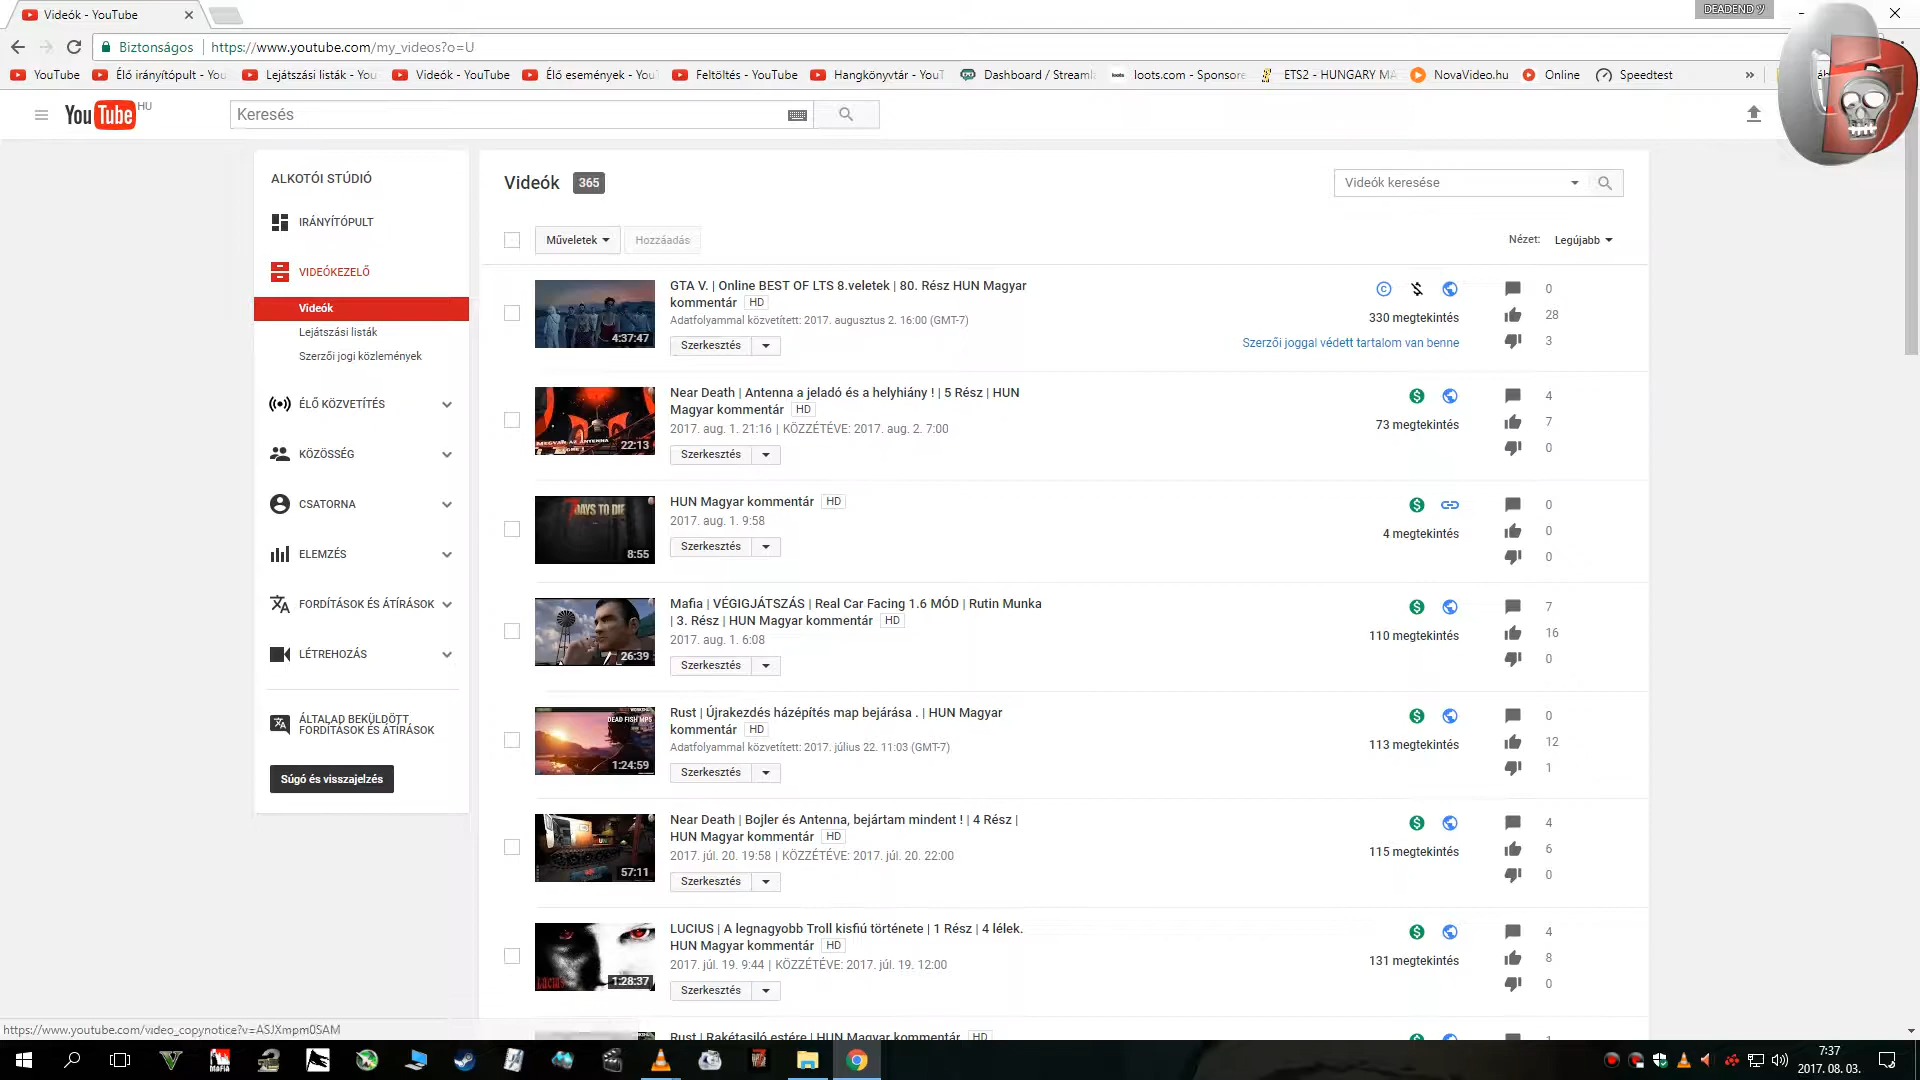 Videók - YouTube
DEADEND ツ
Biztonságos
https://www.youtube.com/my_videos?o=U
YouTube
Élő irányítópult - You
Lejátszási listák - You
Videók - YouTube
Élő események - YouT
Feltöltés - YouTube
Hangkönyvtár - YouT
Dashboard / Streaml
loots.com - Sponsore
ETS2 - HUNGARY MA
NovaVideo.hu
Online
Speedtest
»
YouTube HU
Keresés
ALKOTÓI STÚDIÓ
IRÁNYÍTÓPULT
VIDEÓKEZELŐ
Videók
Lejátszási listák
Szerzői jogi közlemények
ÉLŐ KÖZVETÍTÉS
KÖZÖSSÉG
CSATORNA
ELEMZÉS
FORDÍTÁSOK ÉS ÁTÍRÁSOK
LÉTREHOZÁS
ÁLTALAD BEKÜLDÖTT
FORDÍTÁSOK ÉS ÁTÍRÁSOK
Súgó és visszajelzés
Videók 365
Videók keresése
Műveletek
Hozzáadás
Nézet: Legújabb
GTA V. | Online BEST OF LTS 8.veletek | 80. Rész HUN Magyar
kommentár HD
Adatfolyammal közvetített: 2017. augusztus 2. 16:00 (GMT-7)
Szerkesztés
4:37:47
330 megtekintés
Szerzői joggal védett tartalom van benne
0
28
3
Near Death | Antenna a jeladó és a helyhiány ! | 5 Rész | HUN
Magyar kommentár HD
2017. aug. 1. 21:16 | KÖZZÉTÉVE: 2017. aug. 2. 7:00
Szerkesztés
22:13
73 megtekintés
4
7
0
HUN Magyar kommentár HD
2017. aug. 1. 9:58
Szerkesztés
7 DAYS TO DIE
8:55
4 megtekintés
0
0
0
Mafia | VÉGIGJÁTSZÁS | Real Car Facing 1.6 MÓD | Rutin Munka
| 3. Rész | HUN Magyar kommentár HD
2017. aug. 1. 6:08
Szerkesztés
26:39
110 megtekintés
7
16
0
Rust | Újrakezdés házépítés map bejárása . | HUN Magyar
kommentár HD
Adatfolyammal közvetített: 2017. július 22. 11:03 (GMT-7)
Szerkesztés
1:24:59
113 megtekintés
0
12
1
Near Death | Bojler és Antenna, bejártam mindent ! | 4 Rész |
HUN Magyar kommentár HD
2017. júl. 20. 19:58 | KÖZZÉTÉVE: 2017. júl. 20. 22:00
Szerkesztés
57:11
115 megtekintés
4
6
0
LUCIUS | A legnagyobb Troll kisfiú története | 1 Rész | 4 lélek.
HUN Magyar kommentár HD
2017. júl. 19. 9:44 | KÖZZÉTÉVE: 2017. júl. 19. 12:00
Szerkesztés
1:28:37
131 megtekintés
4
8
0
Rust | Rakétasiló estére | HUN Magyar kommentár HD
https://www.youtube.com/video_copynotice?v=ASJXmpm0SAM
7:37
2017. 08. 03.